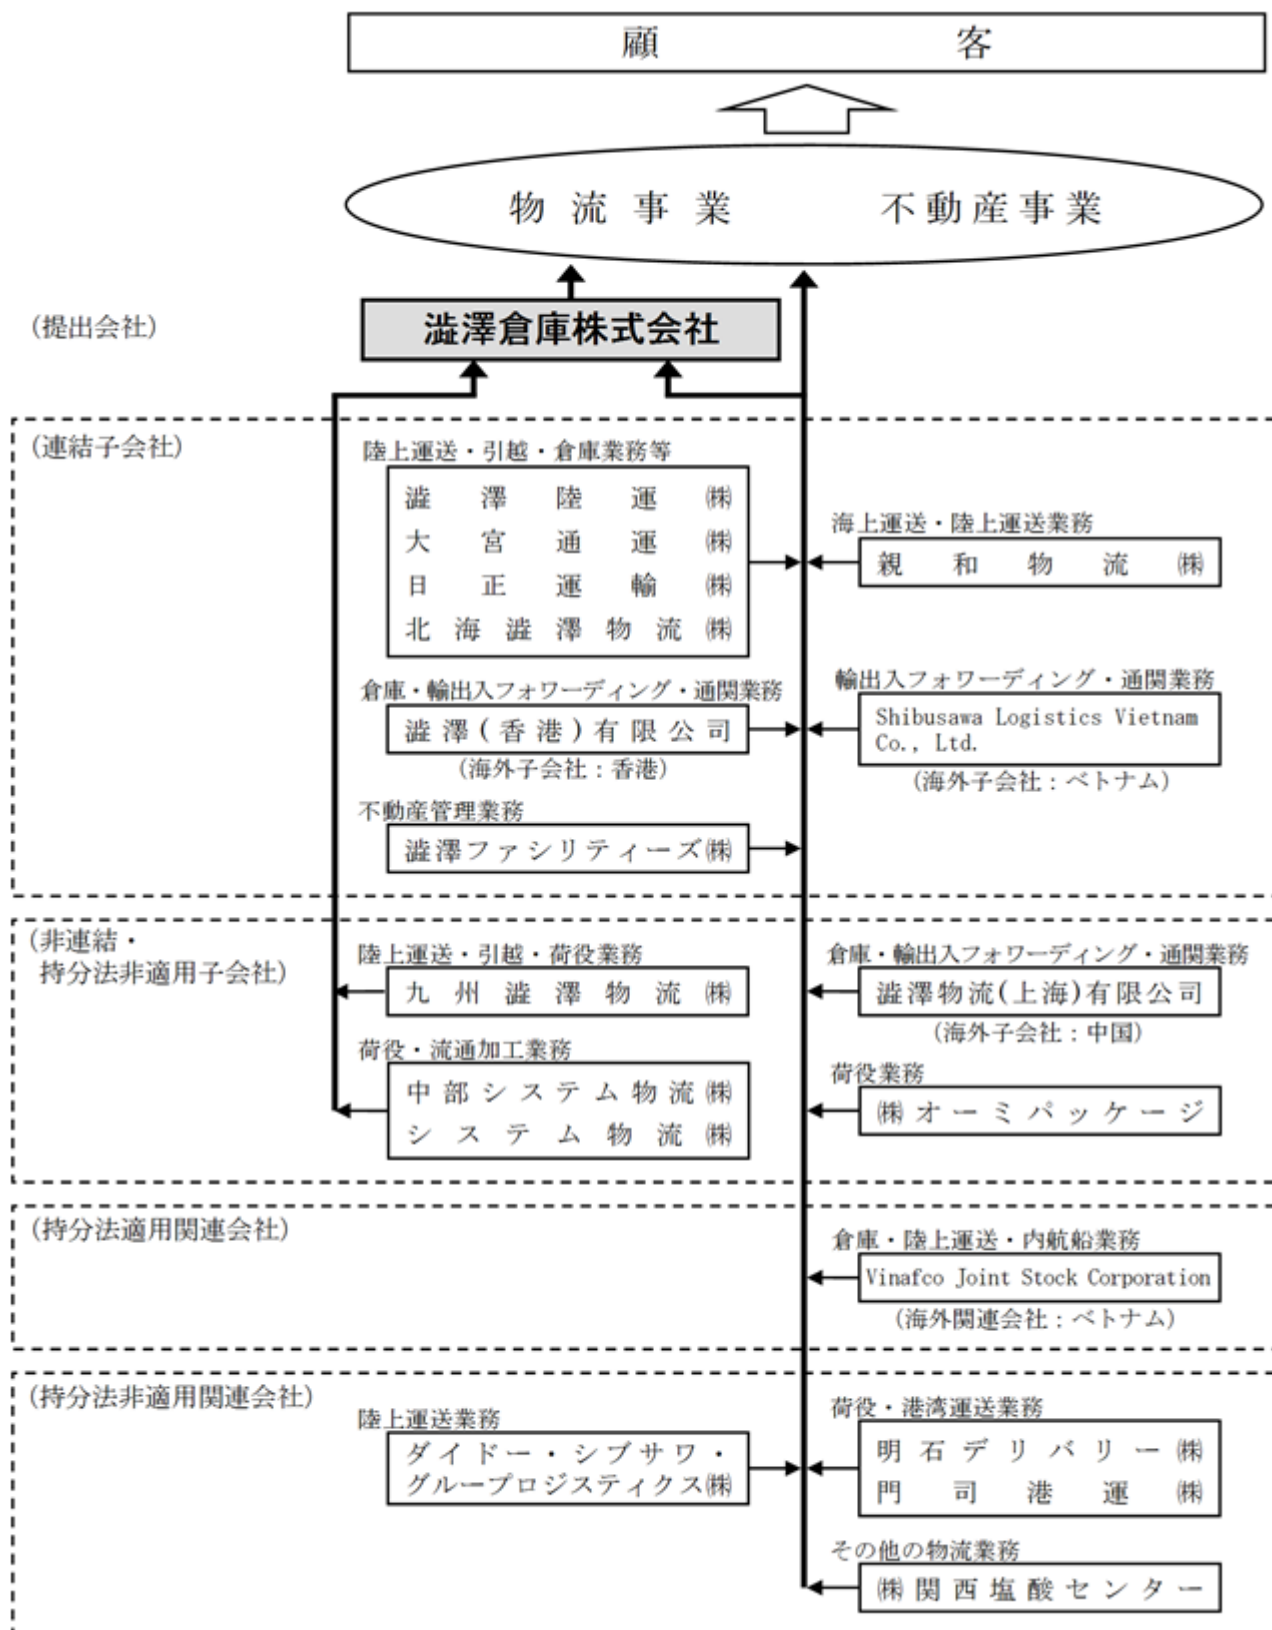 顧客
物流事業 不動産事業
(提出会社)
澁澤倉庫株式会社
(連結子会社)
陸上運送・引越・倉庫業務等
澁澤陸運㈱
大宮通運㈱
日正運輸㈱
北海澁澤物流㈱
海上運送・陸上運送業務
親和物流㈱
倉庫・輸出入フォワーディング・通関業務
澁澤(香港)有限公司
(海外子会社：香港)
輸出入フォワーディング・通関業務
Shibusawa Logistics Vietnam
Co., Ltd.
(海外子会社：ベトナム)
不動産管理業務
澁澤ファシリティーズ㈱
(非連結・
持分法非適用子会社)
陸上運送・引越・荷役業務
九州澁澤物流㈱
倉庫・輸出入フォワーディング・通関業務
澁澤物流(上海)有限公司
(海外子会社：中国)
荷役・流通加工業務
中部システム物流㈱
システム物流㈱
荷役業務
㈱オーミパッケージ
(持分法適用関連会社)
倉庫・陸上運送・内航船業務
Vinafco Joint Stock Corporation
(海外関連会社：ベトナム)
(持分法非適用関連会社)
陸上運送業務
ダイドー・シブサワ・
グループロジスティクス㈱
荷役・港湾運送業務
明石デリバリー㈱
門司港運㈱
その他の物流業務
㈱関西塩酸センター